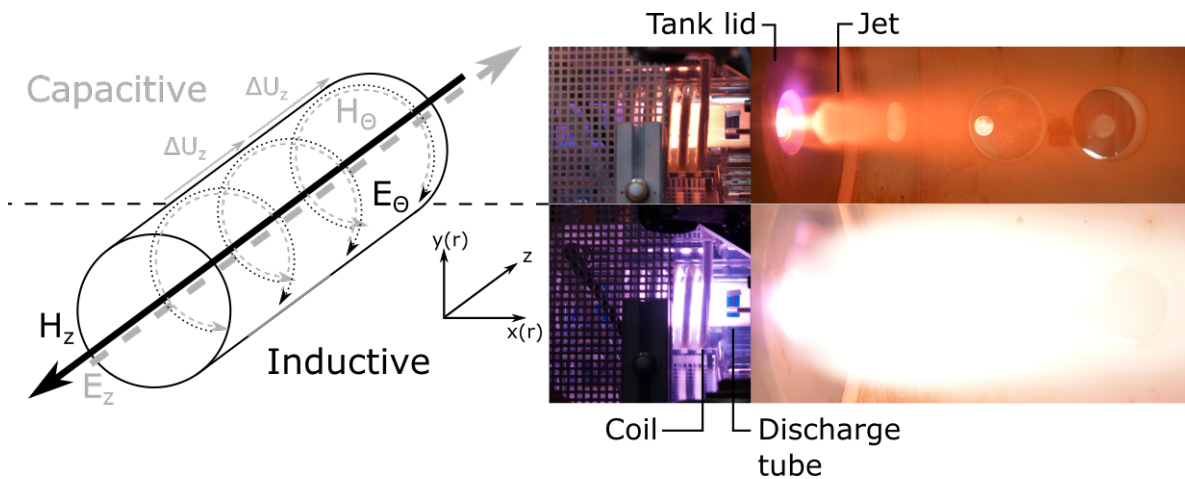 Tank lid
Jet
Capacitive
ΔU_z
ΔU_z
H_Θ
E_Θ
y(r)
z
x(r)
H_z
E_z
Inductive
Coil
Discharge
tube